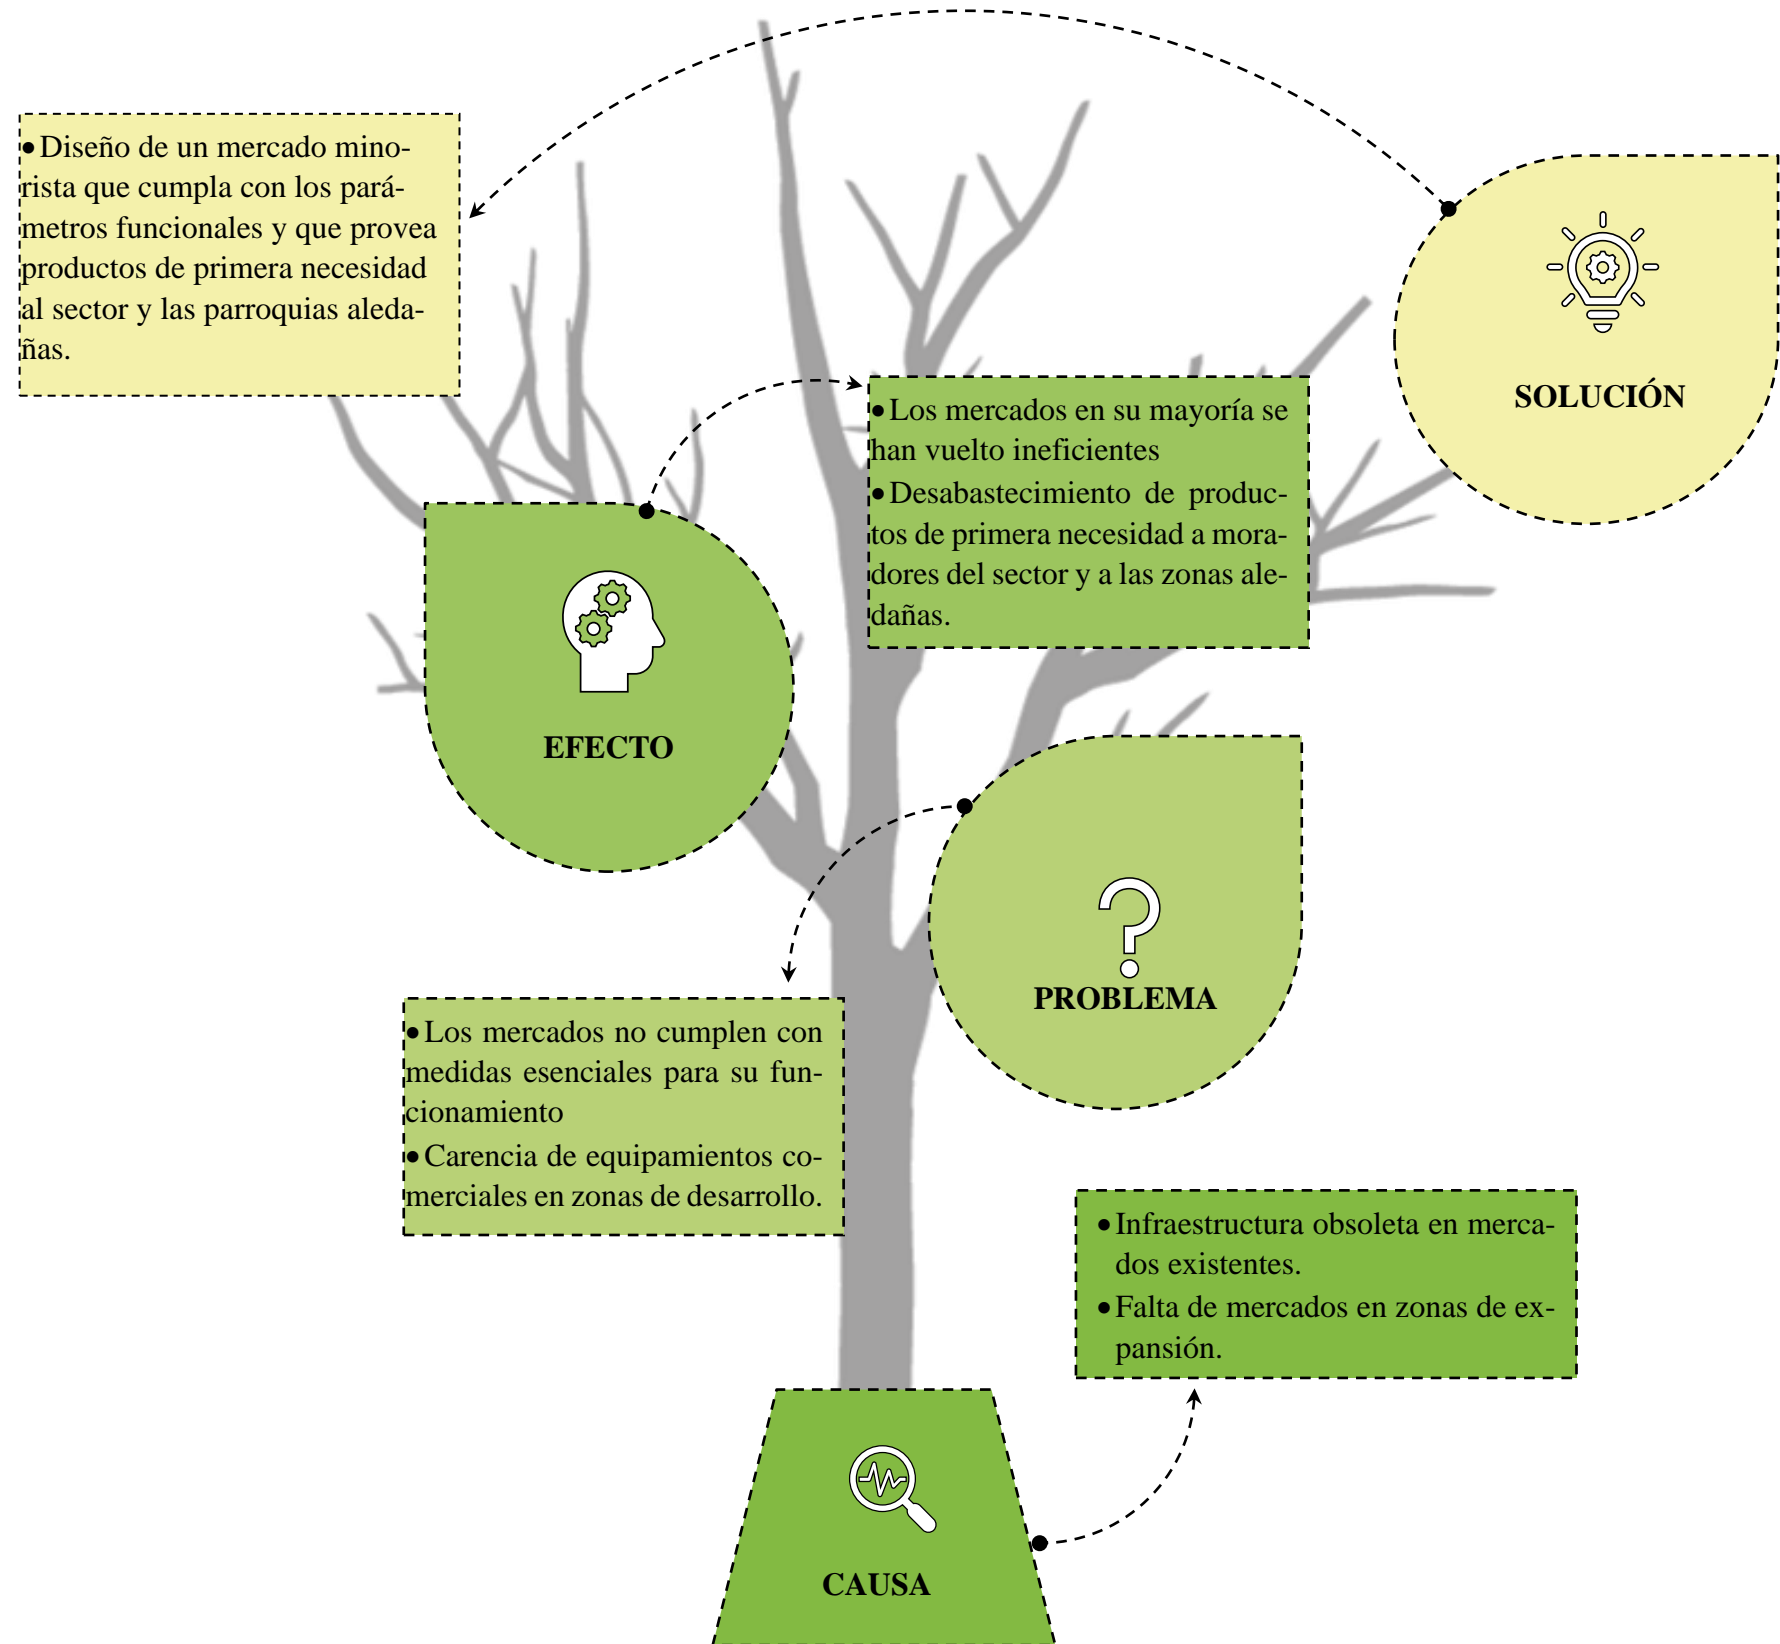 • Diseño de un mercado mino-
rista que cumpla con los pará-
metros funcionales y que provea
productos de primera necesidad
al sector y las parroquias aleda-
ñas.
SOLUCIÓN
• Los mercados en su mayoría se
han vuelto ineficientes
• Desabastecimiento de produc-
tos de primera necesidad a mora-
dores del sector y a las zonas ale-
dañas.
EFECTO
PROBLEMA
• Los mercados no cumplen con
medidas esenciales para su fun-
cionamiento
• Carencia de equipamientos co-
merciales en zonas de desarrollo.
• Infraestructura obsoleta en merca-
dos existentes.
• Falta de mercados en zonas de ex-
pansión.
CAUSA